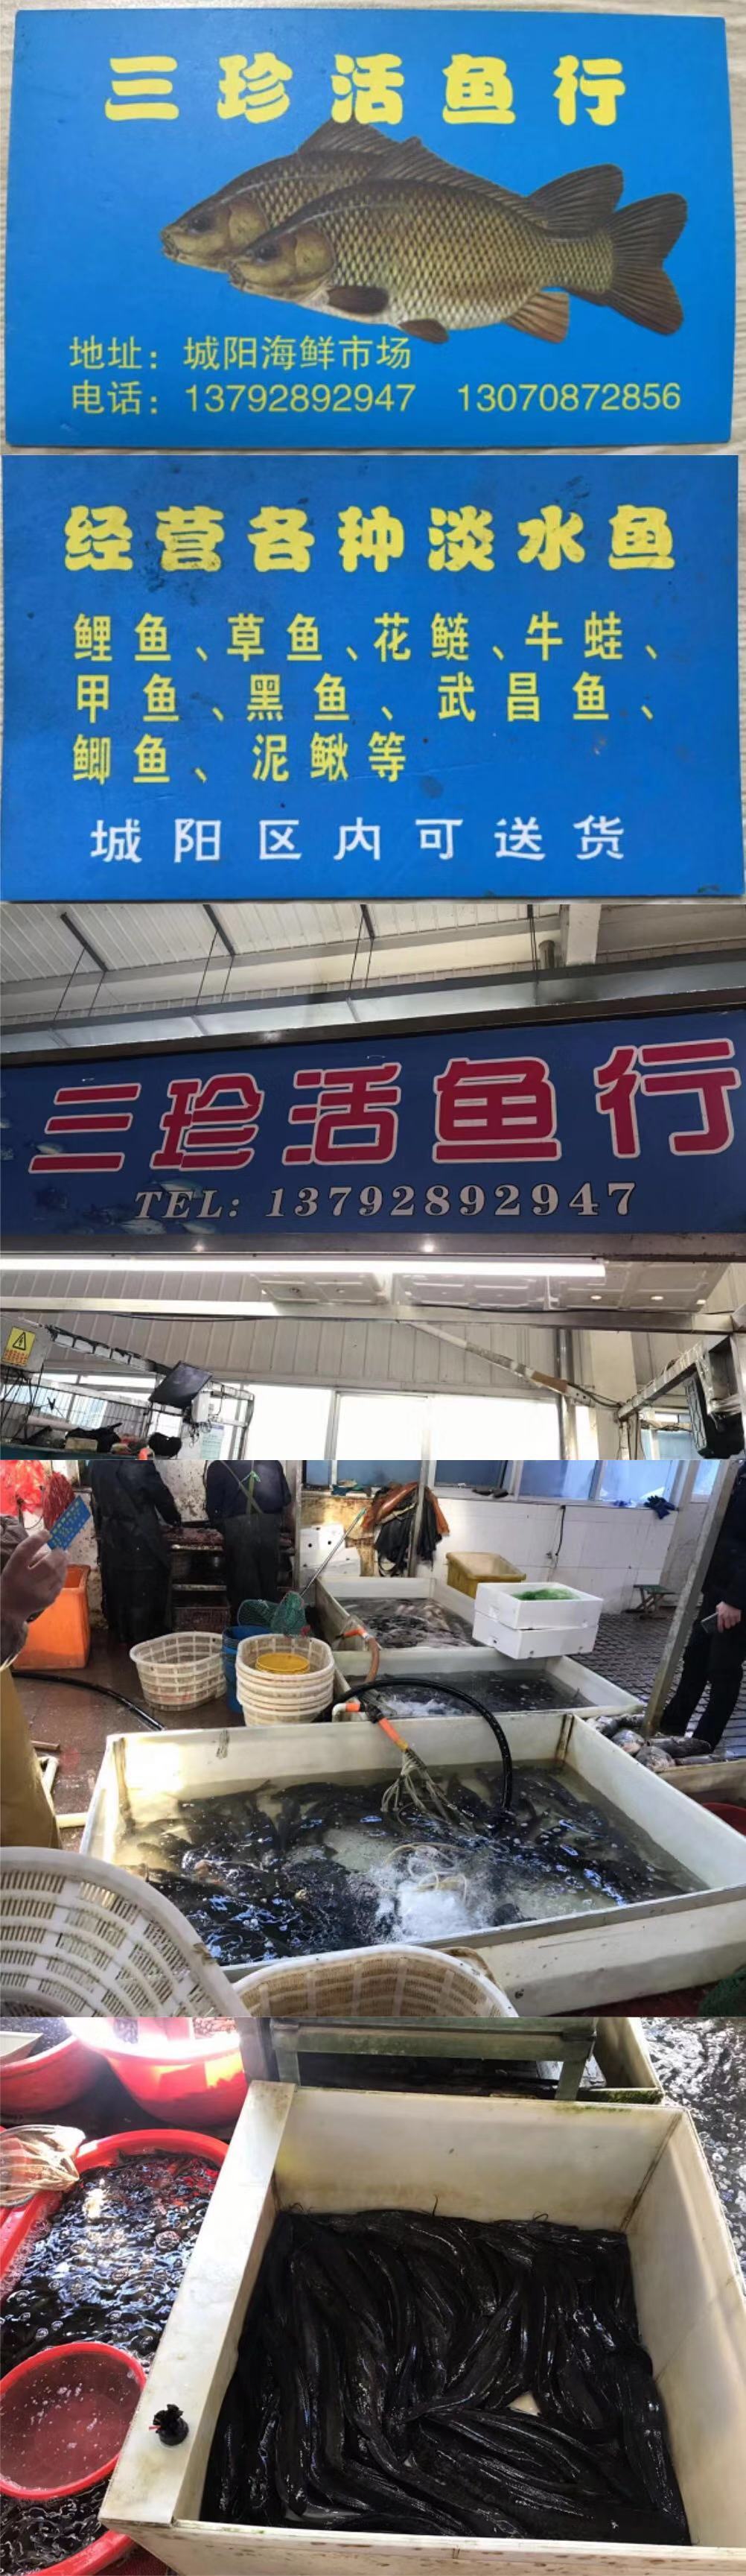 三珍活鱼行
地址：城阳海鲜市场
电话：13792892947 13070872856
经营各种淡水鱼
鲤鱼、草鱼、花鲢、牛蛙、
甲鱼、黑鱼、武昌鱼、
鲫鱼、泥鳅等
城阳区内可送货
三珍活鱼行
TEL: 13792892947